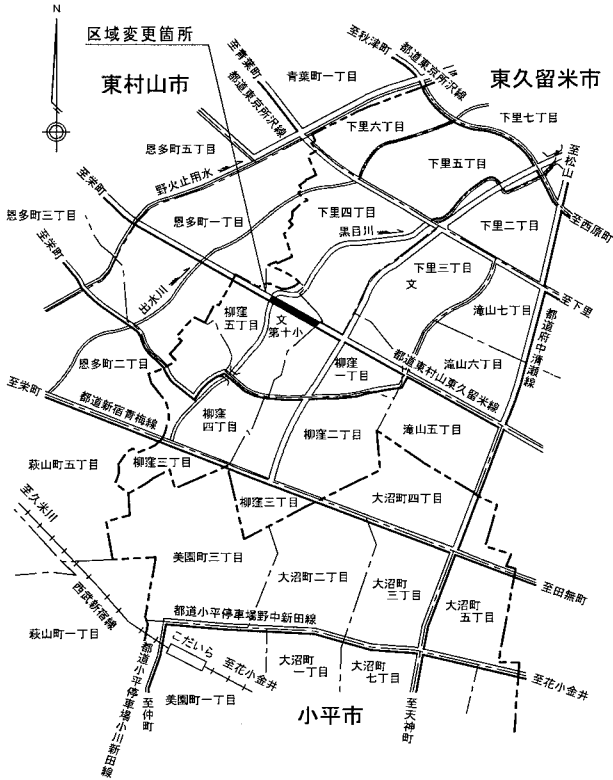 N
区域変更箇所
東村山市
東久留米市
至秋津町
都道東京所沢線
至青葉町
都道東京所沢線
青葉町一丁目
下里七丁目
下里六丁目
恩多町五丁目
下里五丁目
至松山
野火止用水
至栄町
恩多町三丁目
恩多町一丁目
下里四丁目
黒目川
下里二丁目
至西原町
至栄町
下里三丁目
文
至下里
出水川
柳窪五丁目
文
第十小
滝山七丁目
都道府中清瀬線
恩多町二丁目
柳窪一丁目
都道東村山東久留米線
滝山六丁目
至栄町
都道新宿青梅線
柳窪四丁目
柳窪二丁目
滝山五丁目
萩山町五丁目
柳窪三丁目
柳窪三丁目
大沼町四丁目
至久米川
美園町三丁目
大沼町二丁目
大沼町三丁目
至田無町
西武新宿線
大沼町五丁目
都道小平停車場野中新田線
萩山町一丁目
こだいら
至花小金井
大沼町一丁目
大沼町七丁目
至花小金井
都道小平停車場小川新田線
至仲町
美園町一丁目
小平市
至天神町